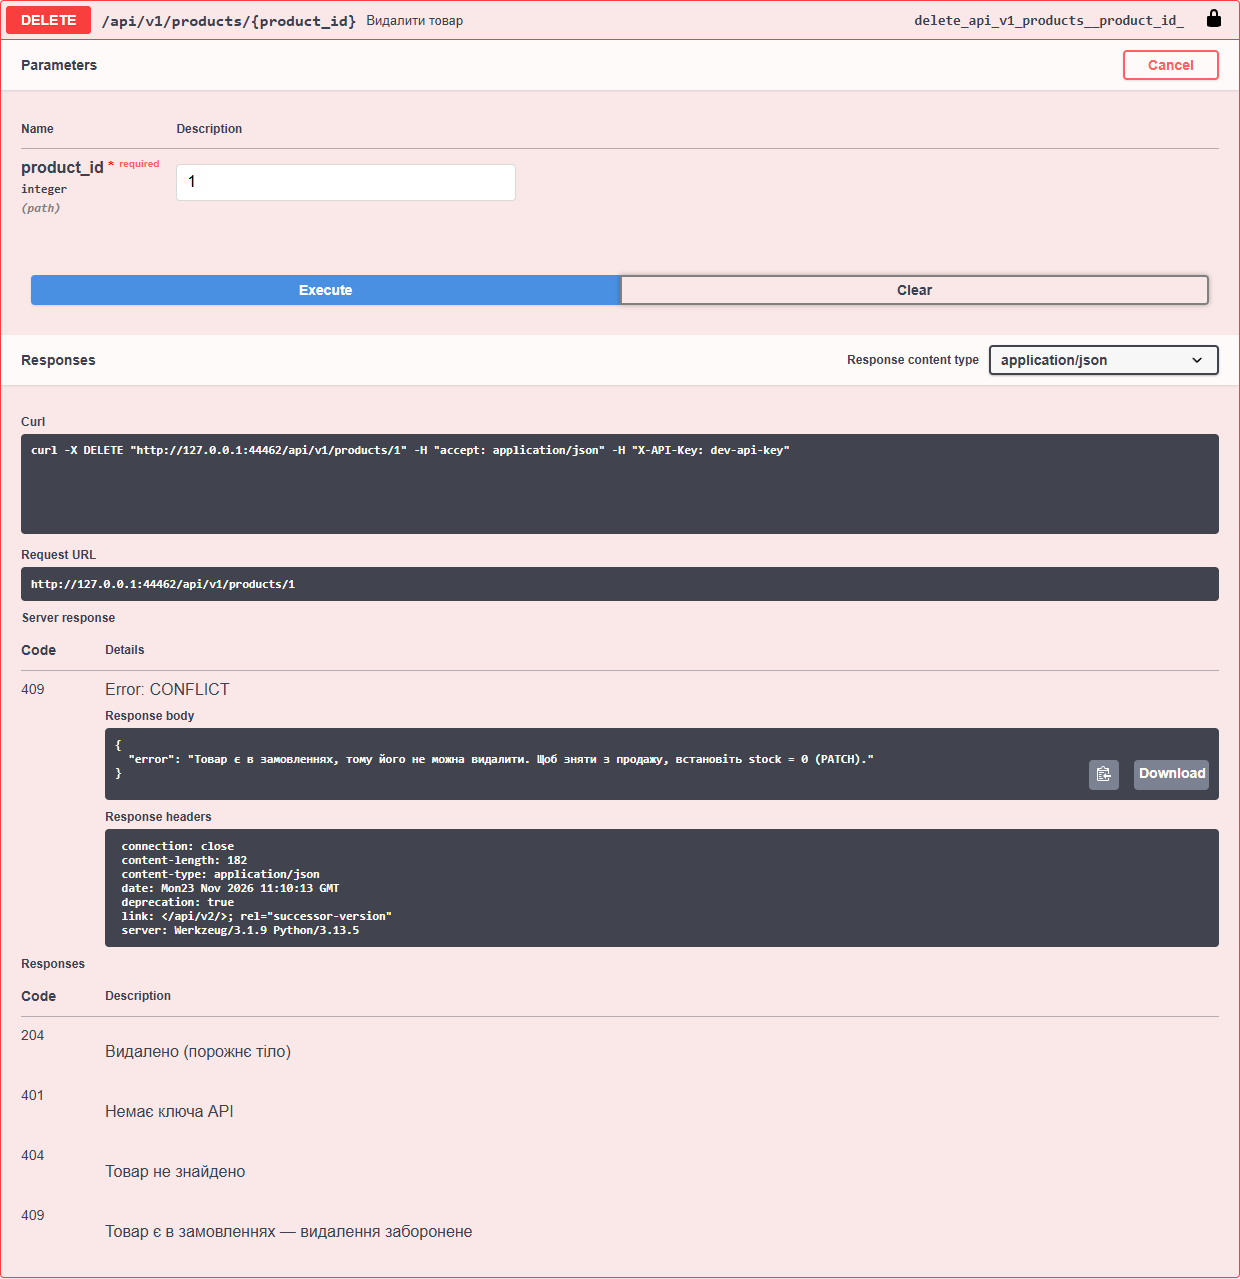 DELETE /api/v1/products/{product_id} Видалити товар delete_api_v1_products__product_id_
Parameters Cancel
Name Description
product_id * required
integer
(path)
1
Execute Clear
Responses Response content type application/json
Curl
curl -X DELETE "http://127.0.0.1:44462/api/v1/products/1" -H "accept: application/json" -H "X-API-Key: dev-api-key"
Request URL
http://127.0.0.1:44462/api/v1/products/1
Server response
Code Details
409 Error: CONFLICT
Response body
{
"error": "Товар є в замовленнях, тому його не можна видалити. Щоб зняти з продажу, встановіть stock = 0 (PATCH)."
}
Download
Response headers
connection: close
content-length: 182
content-type: application/json
date: Mon23 Nov 2026 11:10:13 GMT
deprecation: true
link: </api/v2/>; rel="successor-version"
server: Werkzeug/3.1.9 Python/3.13.5
Responses
Code Description
204
Видалено (порожнє тіло)
401
Немає ключа API
404
Товар не знайдено
409
Товар є в замовленнях — видалення заборонене